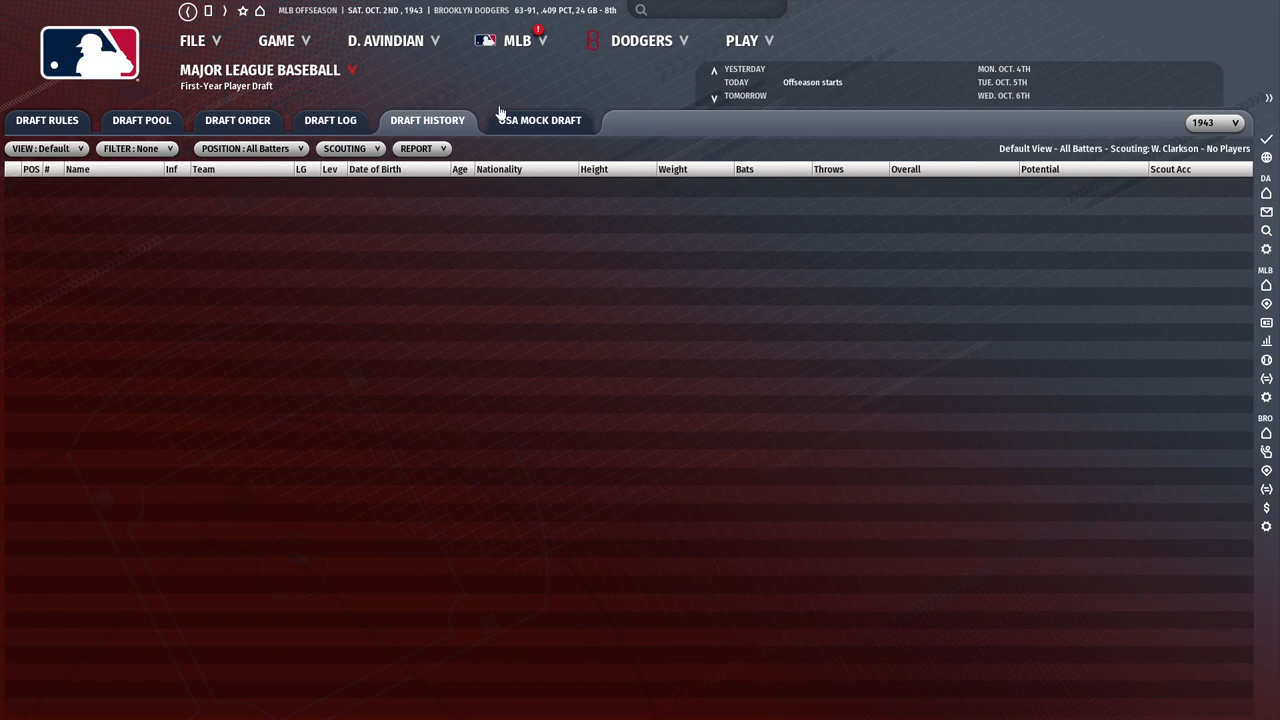 MLB OFFSEASON | SAT. OCT. 2ND , 1943 | BROOKLYN DODGERS 63-91, .409 PCT, 24 GB - 8th
FILE GAME D. AVINDIAN MLB ! DODGERS PLAY
MAJOR LEAGUE BASEBALL
First-Year Player Draft
YESTERDAY MON. OCT. 4TH
TODAY Offseason starts TUE. OCT. 5TH
TOMORROW WED. OCT. 6TH
DRAFT RULES DRAFT POOL DRAFT ORDER DRAFT LOG DRAFT HISTORY SA MOCK DRAFT 1943
VIEW : Default FILTER : None POSITION : All Batters SCOUTING REPORT Default View - All Batters - Scouting: W. Clarkson - No Players
POS # Name Inf Team LG Lev Date of Birth Age Nationality Height Weight Bats Throws Overall Potential Scout Acc
DA
MLB
BRO
$